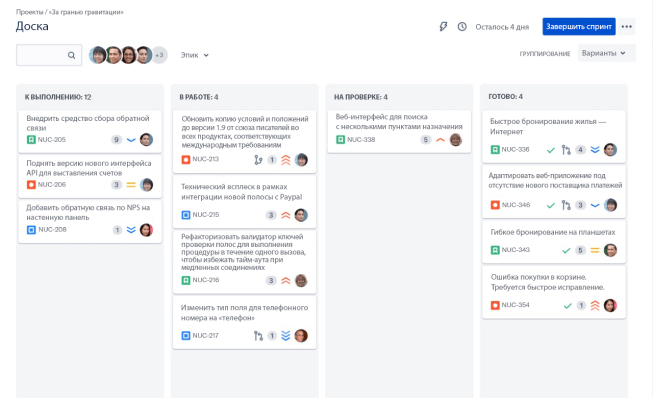 Проекты / «За гранью гравитации»
Доска
Осталось 4 дня
Завершить спринт
+3
Эпик
ГРУППИРОВАНИЕ
Варианты
К ВЫПОЛНЕНИЮ: 12
Внедрить средство сбора обратной
связи
NUC-205
9
Поднять версию нового интерфейса
API для выставления счетов
NUC-206
3
Добавить обратную связь по NPS на
настенную панель
NUC-208
1
В РАБОТЕ: 4
Обновить копию условий и положений
до версии 1.9 от союза писателей во
всех продуктах, соответствующих
международным требованиям
NUC-213
1
Технический всплеск в рамках
интеграции новой полосы с Paypal
NUC-215
3
Рефакторизовать валидатор ключей
проверки полос для выполнения
процедуры в течение одного вызова,
чтобы избежать тайм-аута при
медленных соединениях
NUC-216
3
Изменить тип поля для телефонного
номера на «телефон»
NUC-217
1
НА ПРОВЕРКЕ: 4
Веб-интерфейс для поиска
с несколькими пунктами назначения
NUC-338
5
ГОТОВО: 4
Быстрое бронирование жилья —
Интернет
NUC-336
4
Адаптировать веб-приложение под
отсутствие нового поставщика платежей
NUC-346
3
Гибкое бронирование на планшетах
NUC-343
5
Ошибка покупки в корзине.
Требуется быстрое исправление.
NUC-354
1